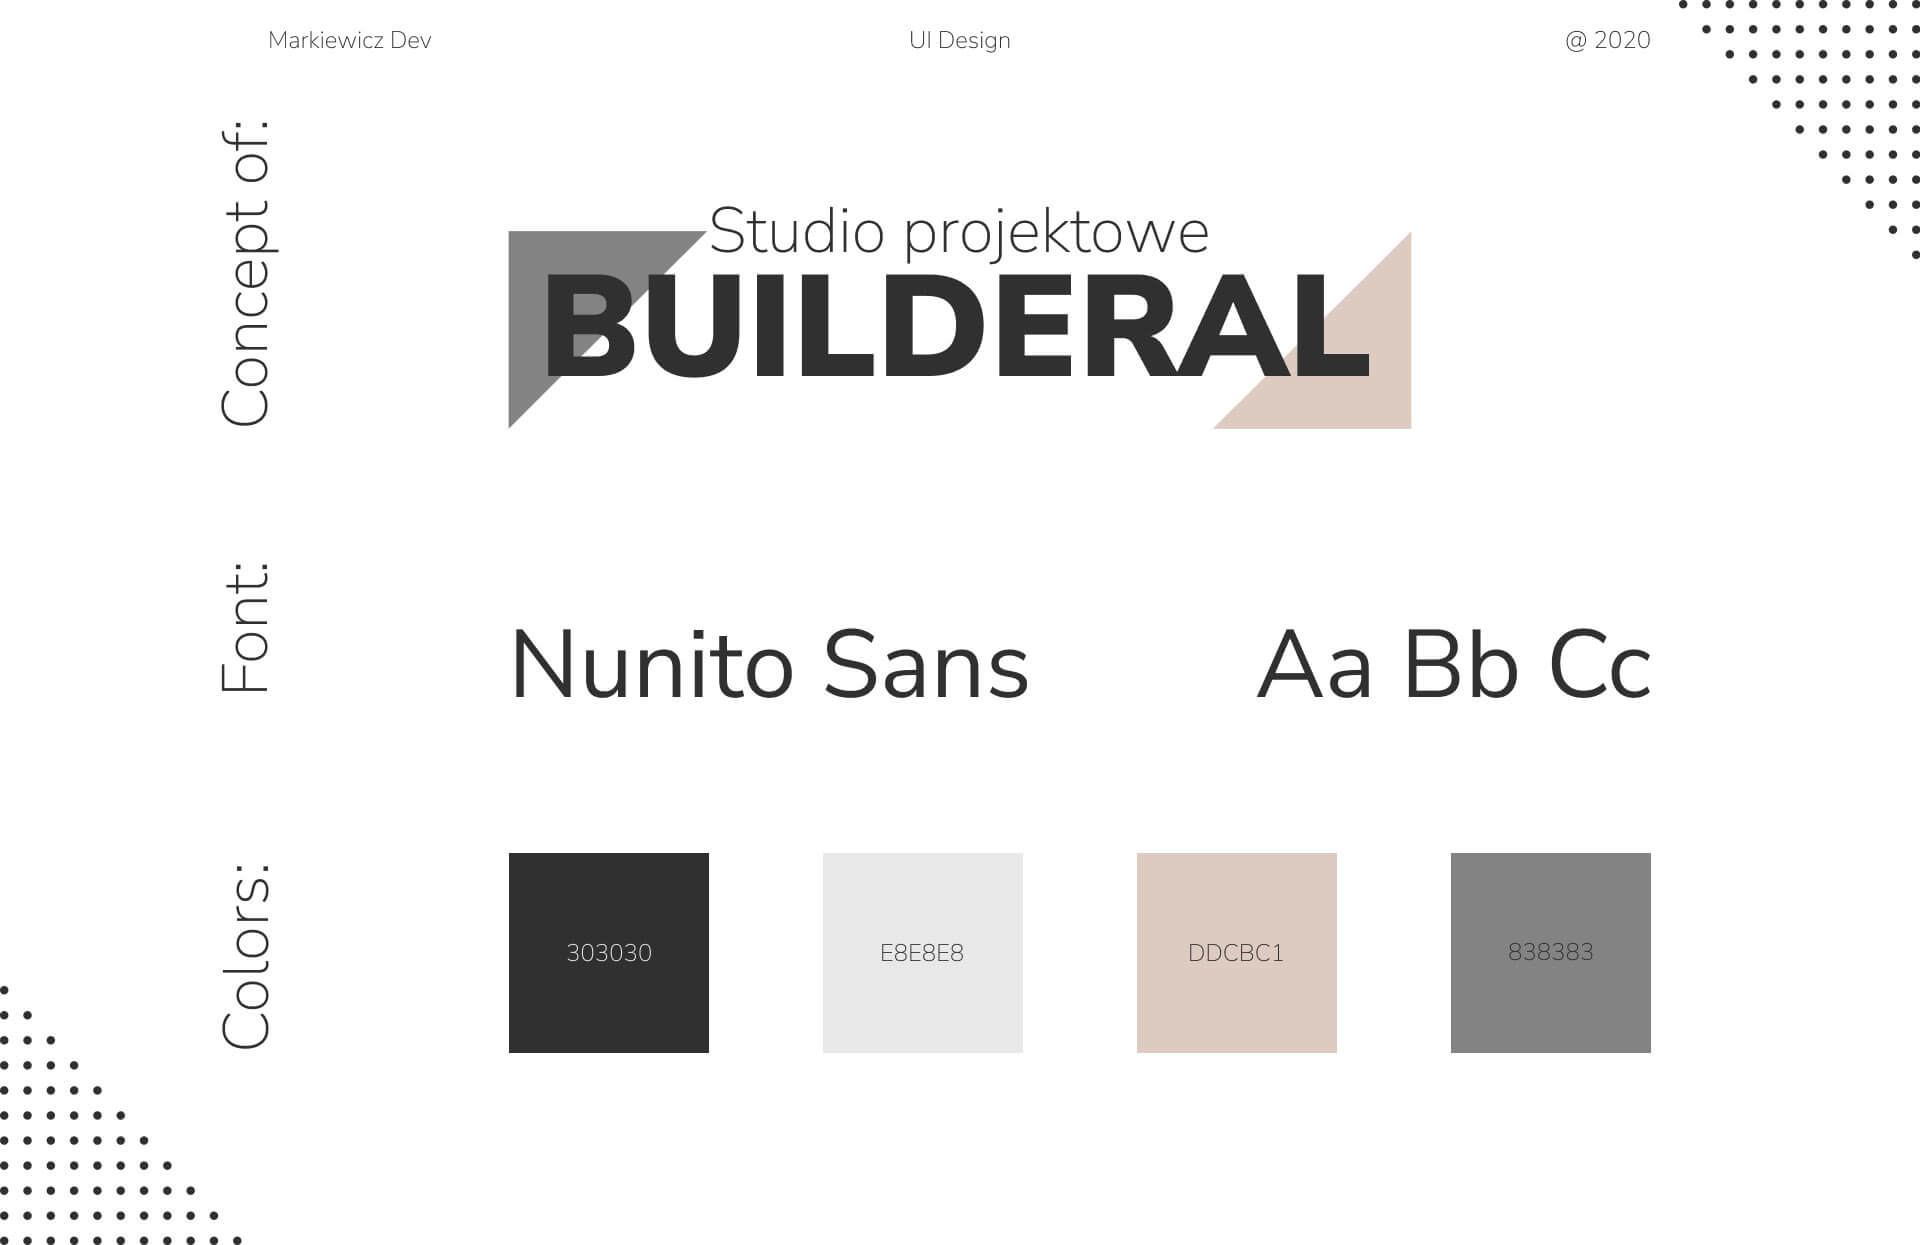 Markiewicz Dev
UI Design
@ 2020
Concept of:
Studio projektowe
BUILDERAL
Font:
Nunito Sans
Aa Bb Cc
Colors:
303030
E8E8E8
DDCBC1
838383